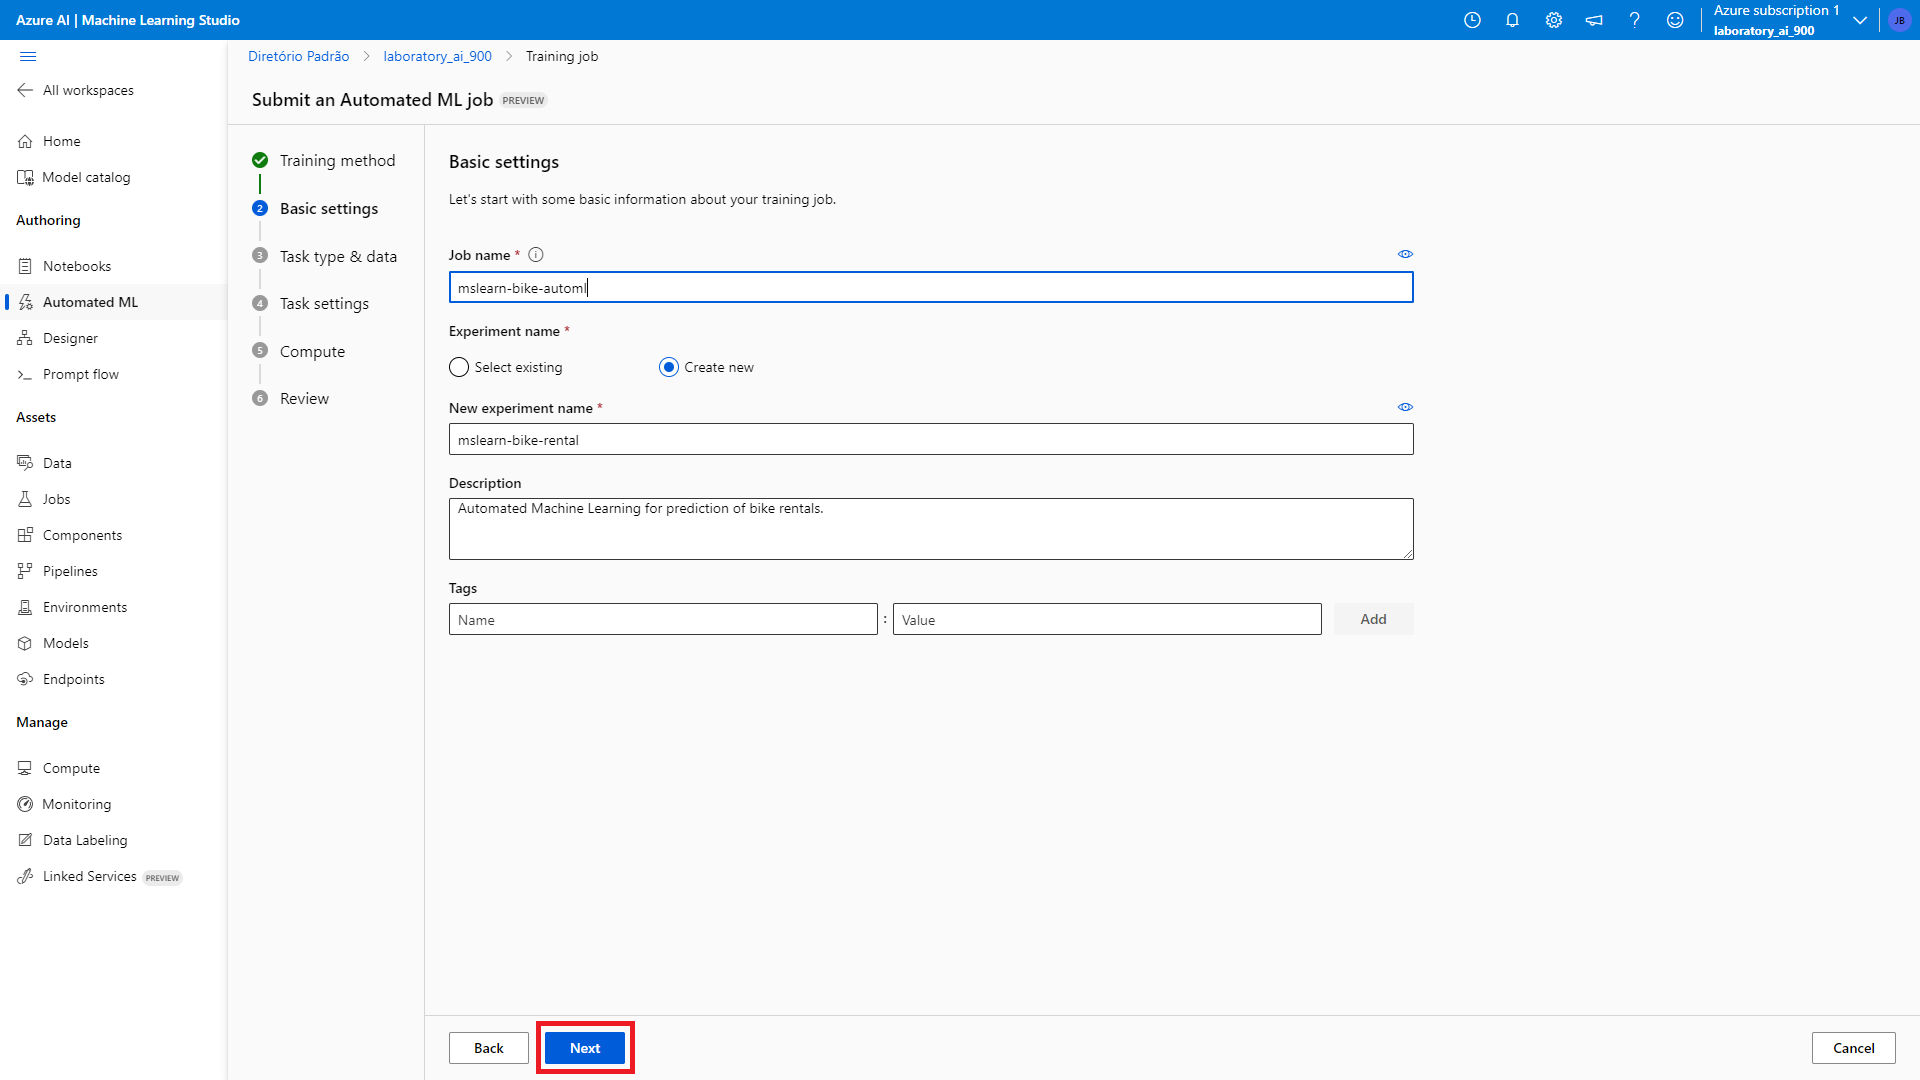 Azure AI | Machine Learning Studio
Azure subscription 1
laboratory_ai_900
JB
All workspaces
Home
Model catalog
Authoring
Notebooks
Automated ML
Designer
Prompt flow
Assets
Data
Jobs
Components
Pipelines
Environments
Models
Endpoints
Manage
Compute
Monitoring
Data Labeling
Linked Services PREVIEW
Diretório Padrão > laboratory_ai_900 > Training job
Submit an Automated ML job PREVIEW
Training method
2 Basic settings
3 Task type & data
4 Task settings
5 Compute
6 Review
Basic settings
Let's start with some basic information about your training job.
Job name *
mslearn-bike-automl
Experiment name *
Select existing
Create new
New experiment name *
mslearn-bike-rental
Description
Automated Machine Learning for prediction of bike rentals.
Tags
Name : Value Add
Back Next Cancel